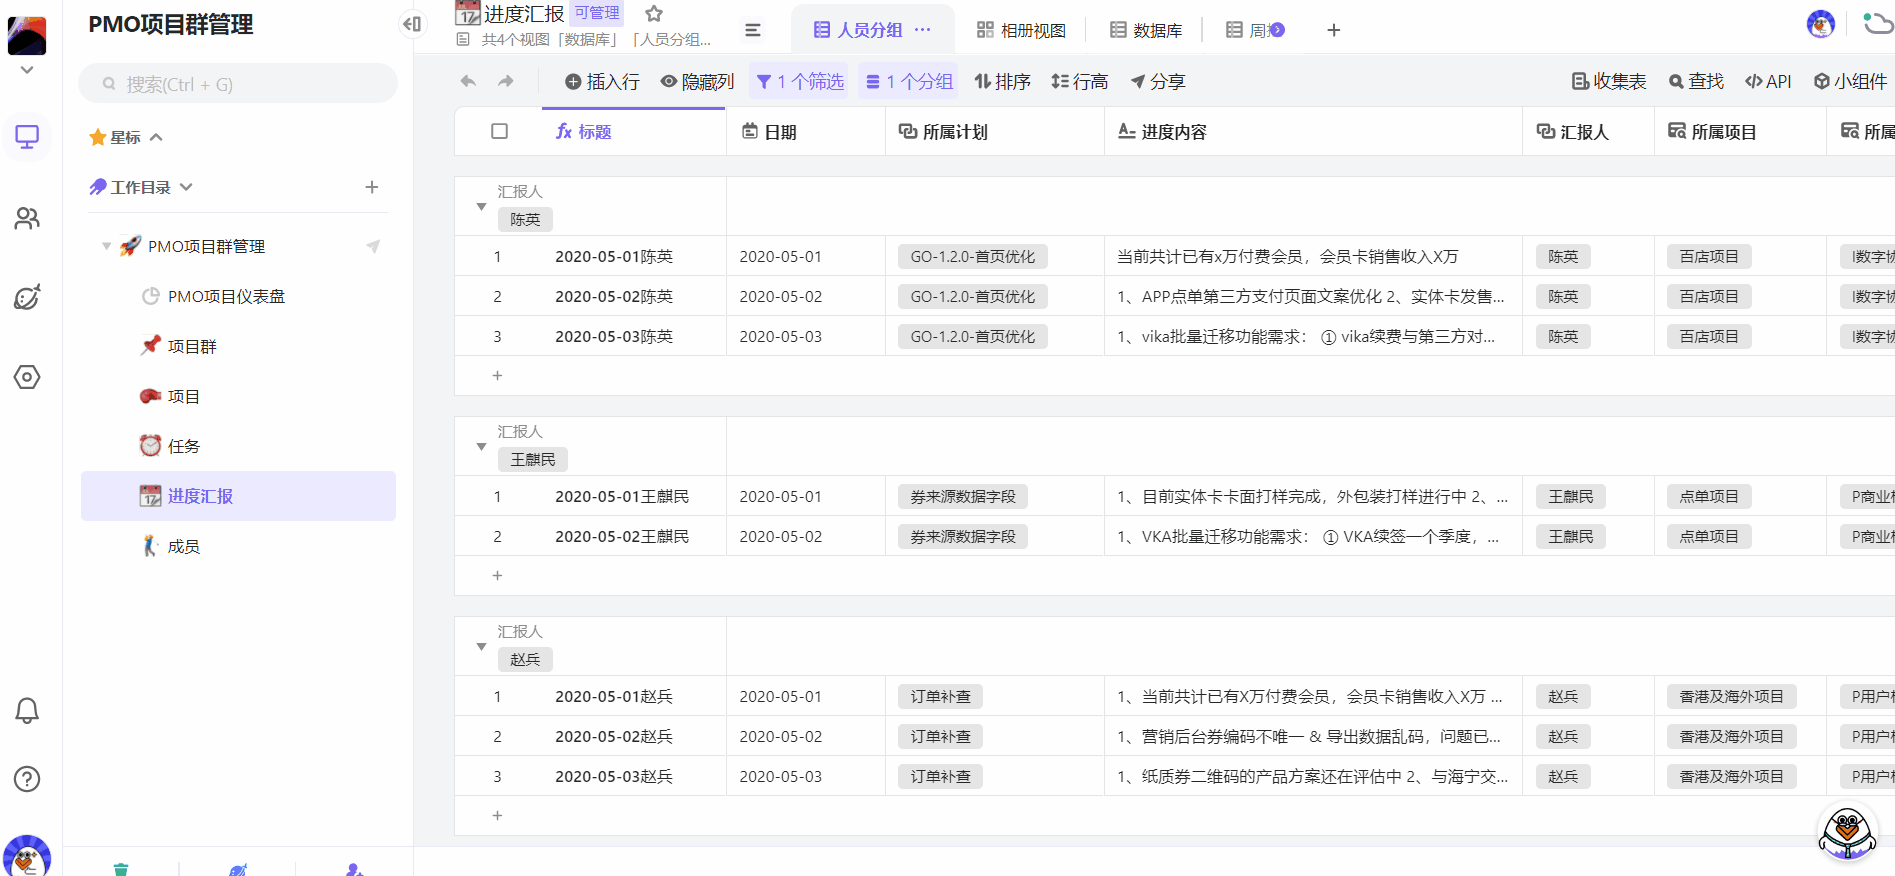 PMO项目群管理
搜索(Ctrl + G)
星标
工作目录
PMO项目群管理
PMO项目仪表盘
项目群
项目
任务
进度汇报
成员
进度汇报 可管理
共4个视图「数据库」「人员分组...
人员分组 ··· 相册视图 数据库 周
插入行 隐藏列 1 个筛选 1 个分组 排序 行高 分享 收集表 查找 API 小组件
标题 日期 所属计划 进度内容 汇报人 所属项目 所属
汇报人
陈英
1 2020-05-01陈英 2020-05-01 GO-1.2.0-首页优化 当前共计已有x万付费会员，会员卡销售收入X万 陈英 百店项目 I数字
2 2020-05-02陈英 2020-05-02 GO-1.2.0-首页优化 1、APP点单第三方支付页面文案优化 2、实体卡发售... 陈英 百店项目 I数字
3 2020-05-03陈英 2020-05-03 GO-1.2.0-首页优化 1、vika批量迁移功能需求： ① vika续费与第三方对... 陈英 百店项目 I数字
汇报人
王麒民
1 2020-05-01王麒民 2020-05-01 券来源数据字段 1、目前实体卡卡面打样完成，外包装打样进行中 2、... 王麒民 点单项目 P商业
2 2020-05-02王麒民 2020-05-02 券来源数据字段 1、VKA批量迁移功能需求： ① VKA续签一个季度，... 王麒民 点单项目 P商业
汇报人
赵兵
1 2020-05-01赵兵 2020-05-01 订单补查 1、当前共计已有X万付费会员，会员卡销售收入X万 ... 赵兵 香港及海外项目 P用户
2 2020-05-02赵兵 2020-05-02 订单补查 1、营销后台券编码不唯一 & 导出数据乱码，问题已... 赵兵 香港及海外项目 P用户
3 2020-05-03赵兵 2020-05-03 订单补查 1、纸质券二维码的产品方案还在评估中 2、与海宁交... 赵兵 香港及海外项目 P用户